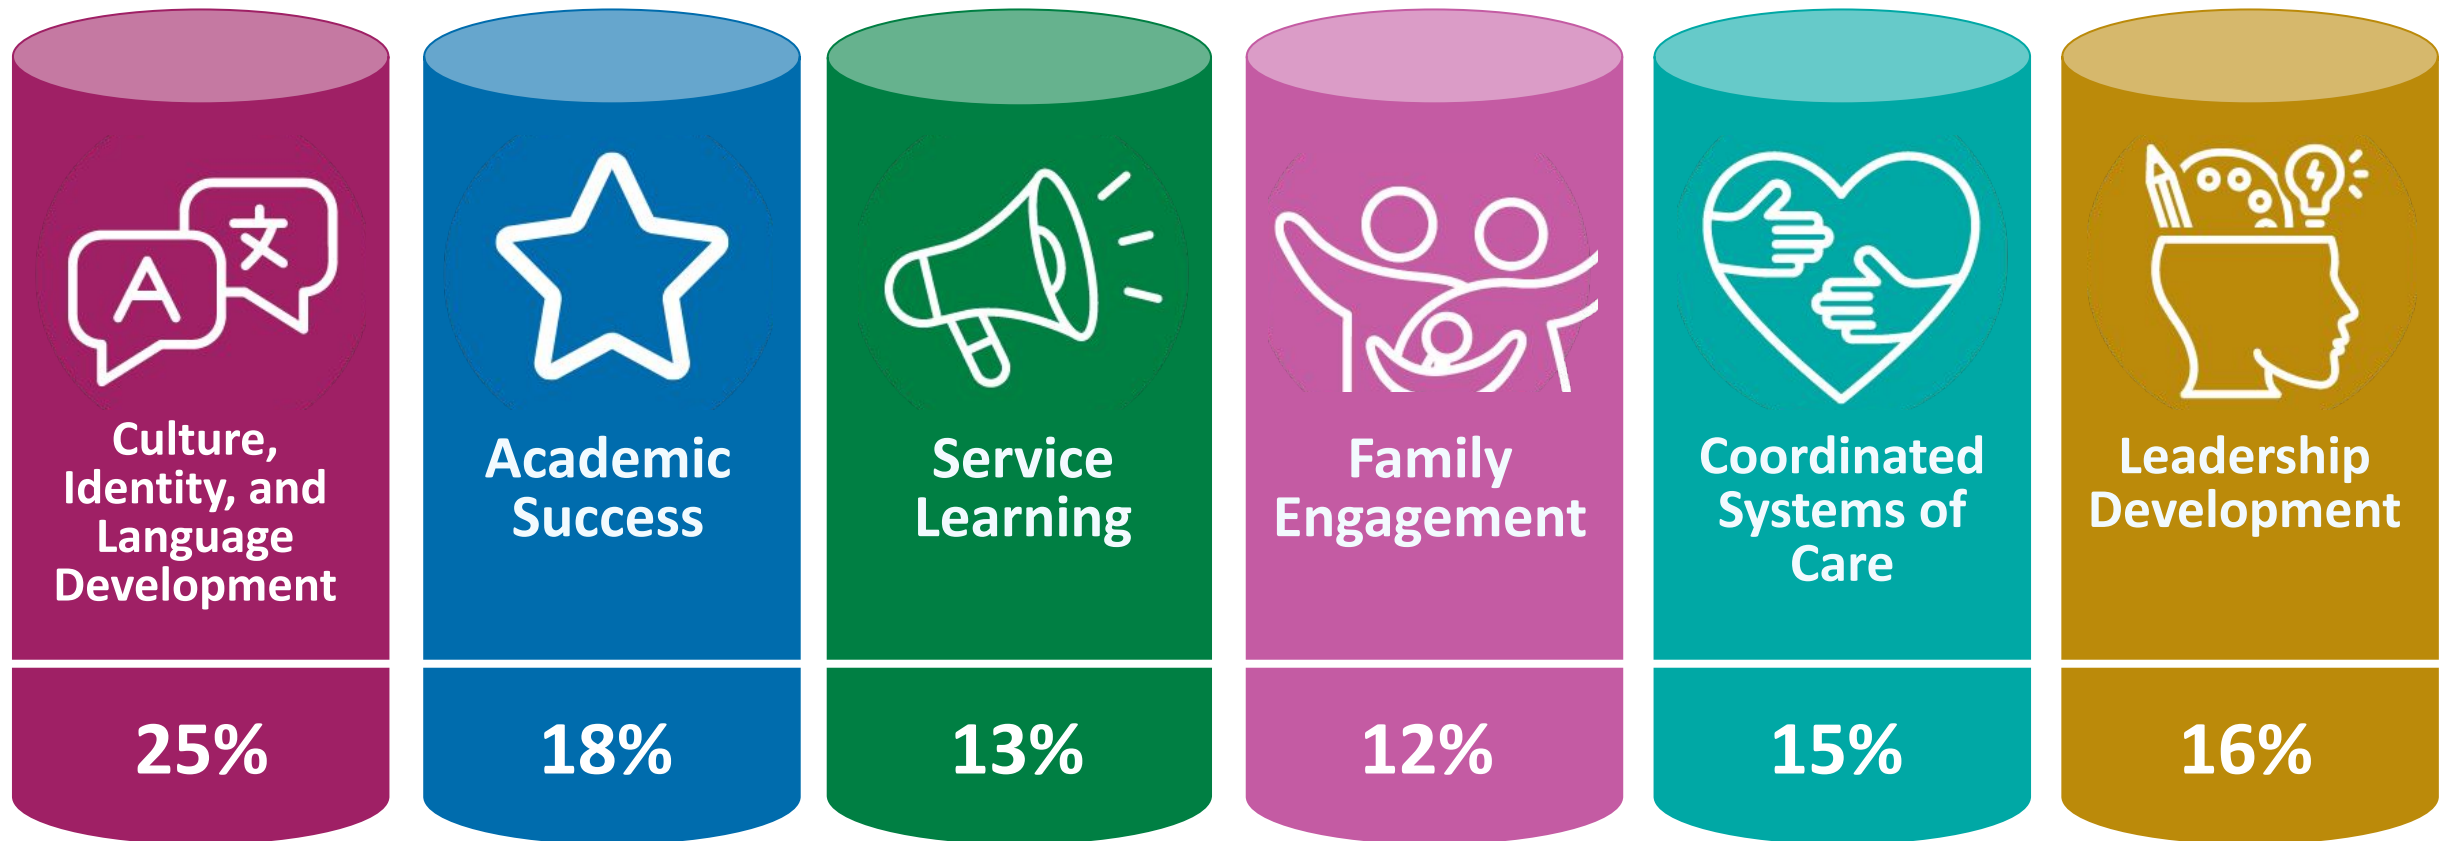 A 文
Culture,
Identity, and
Language
Development
25%
Academic
Success
18%
Service
Learning
13%
Family
Engagement
12%
Coordinated
Systems of
Care
15%
Leadership
Development
16%